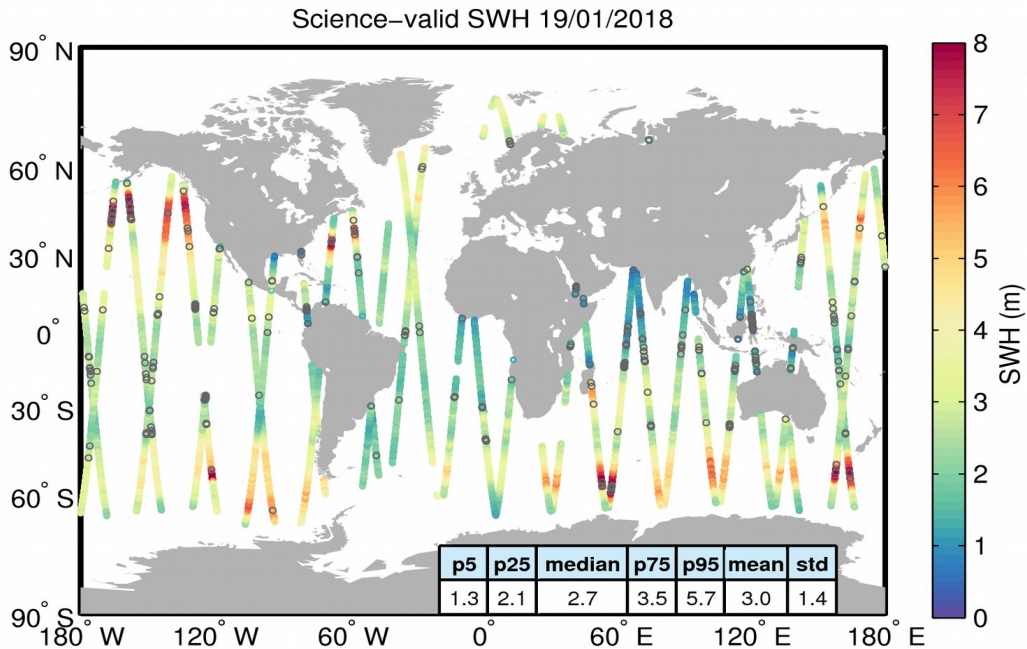 Science−valid SWH 19/01/2018
90° N
60° N
30° N
0°
30° S
60° S
90° S
180° W
120° W
60° W
0°
60° E
120° E
180° E
p5 p25 median p75 p95 mean std
1.3 2.1 2.7 3.5 5.7 3.0 1.4
8
7
6
5
4
3
2
1
0
SWH (m)